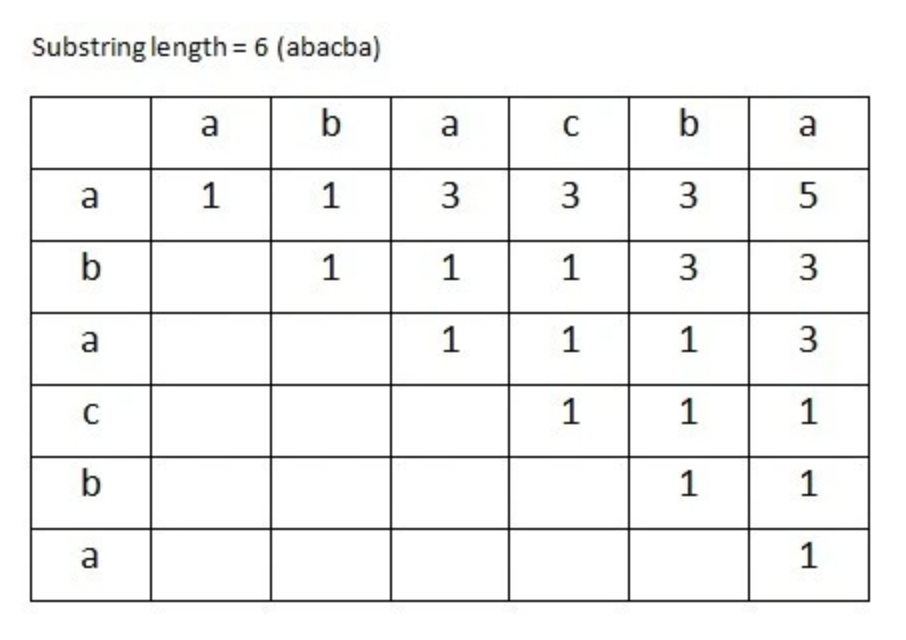 Substring length = 6 (abacba)
a b a c b a
a 1 1 3 3 3 5
b 1 1 1 3 3
a 1 1 1 3
c 1 1 1
b 1 1
a 1